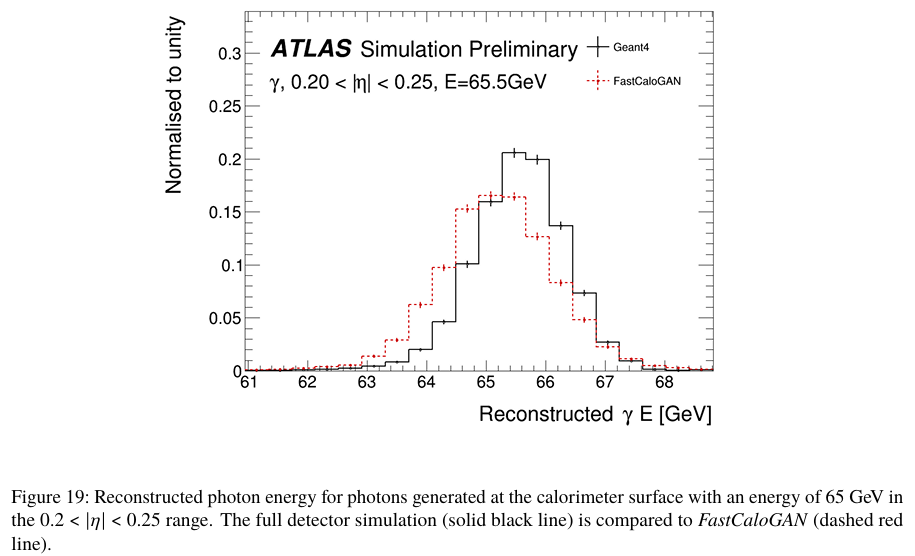 Normalised to unity
0.3
0.25
0.2
0.15
0.1
0.05
0
ATLAS Simulation Preliminary
γ, 0.20 < |η| < 0.25, E=65.5GeV
Geant4
FastCaloGAN
61 62 63 64 65 66 67 68
Reconstructed γ E [GeV]
Figure 19: Reconstructed photon energy for photons generated at the calorimeter surface with an energy of 65 GeV in
the 0.2 < |η| < 0.25 range. The full detector simulation (solid black line) is compared to FastCaloGAN (dashed red
line).